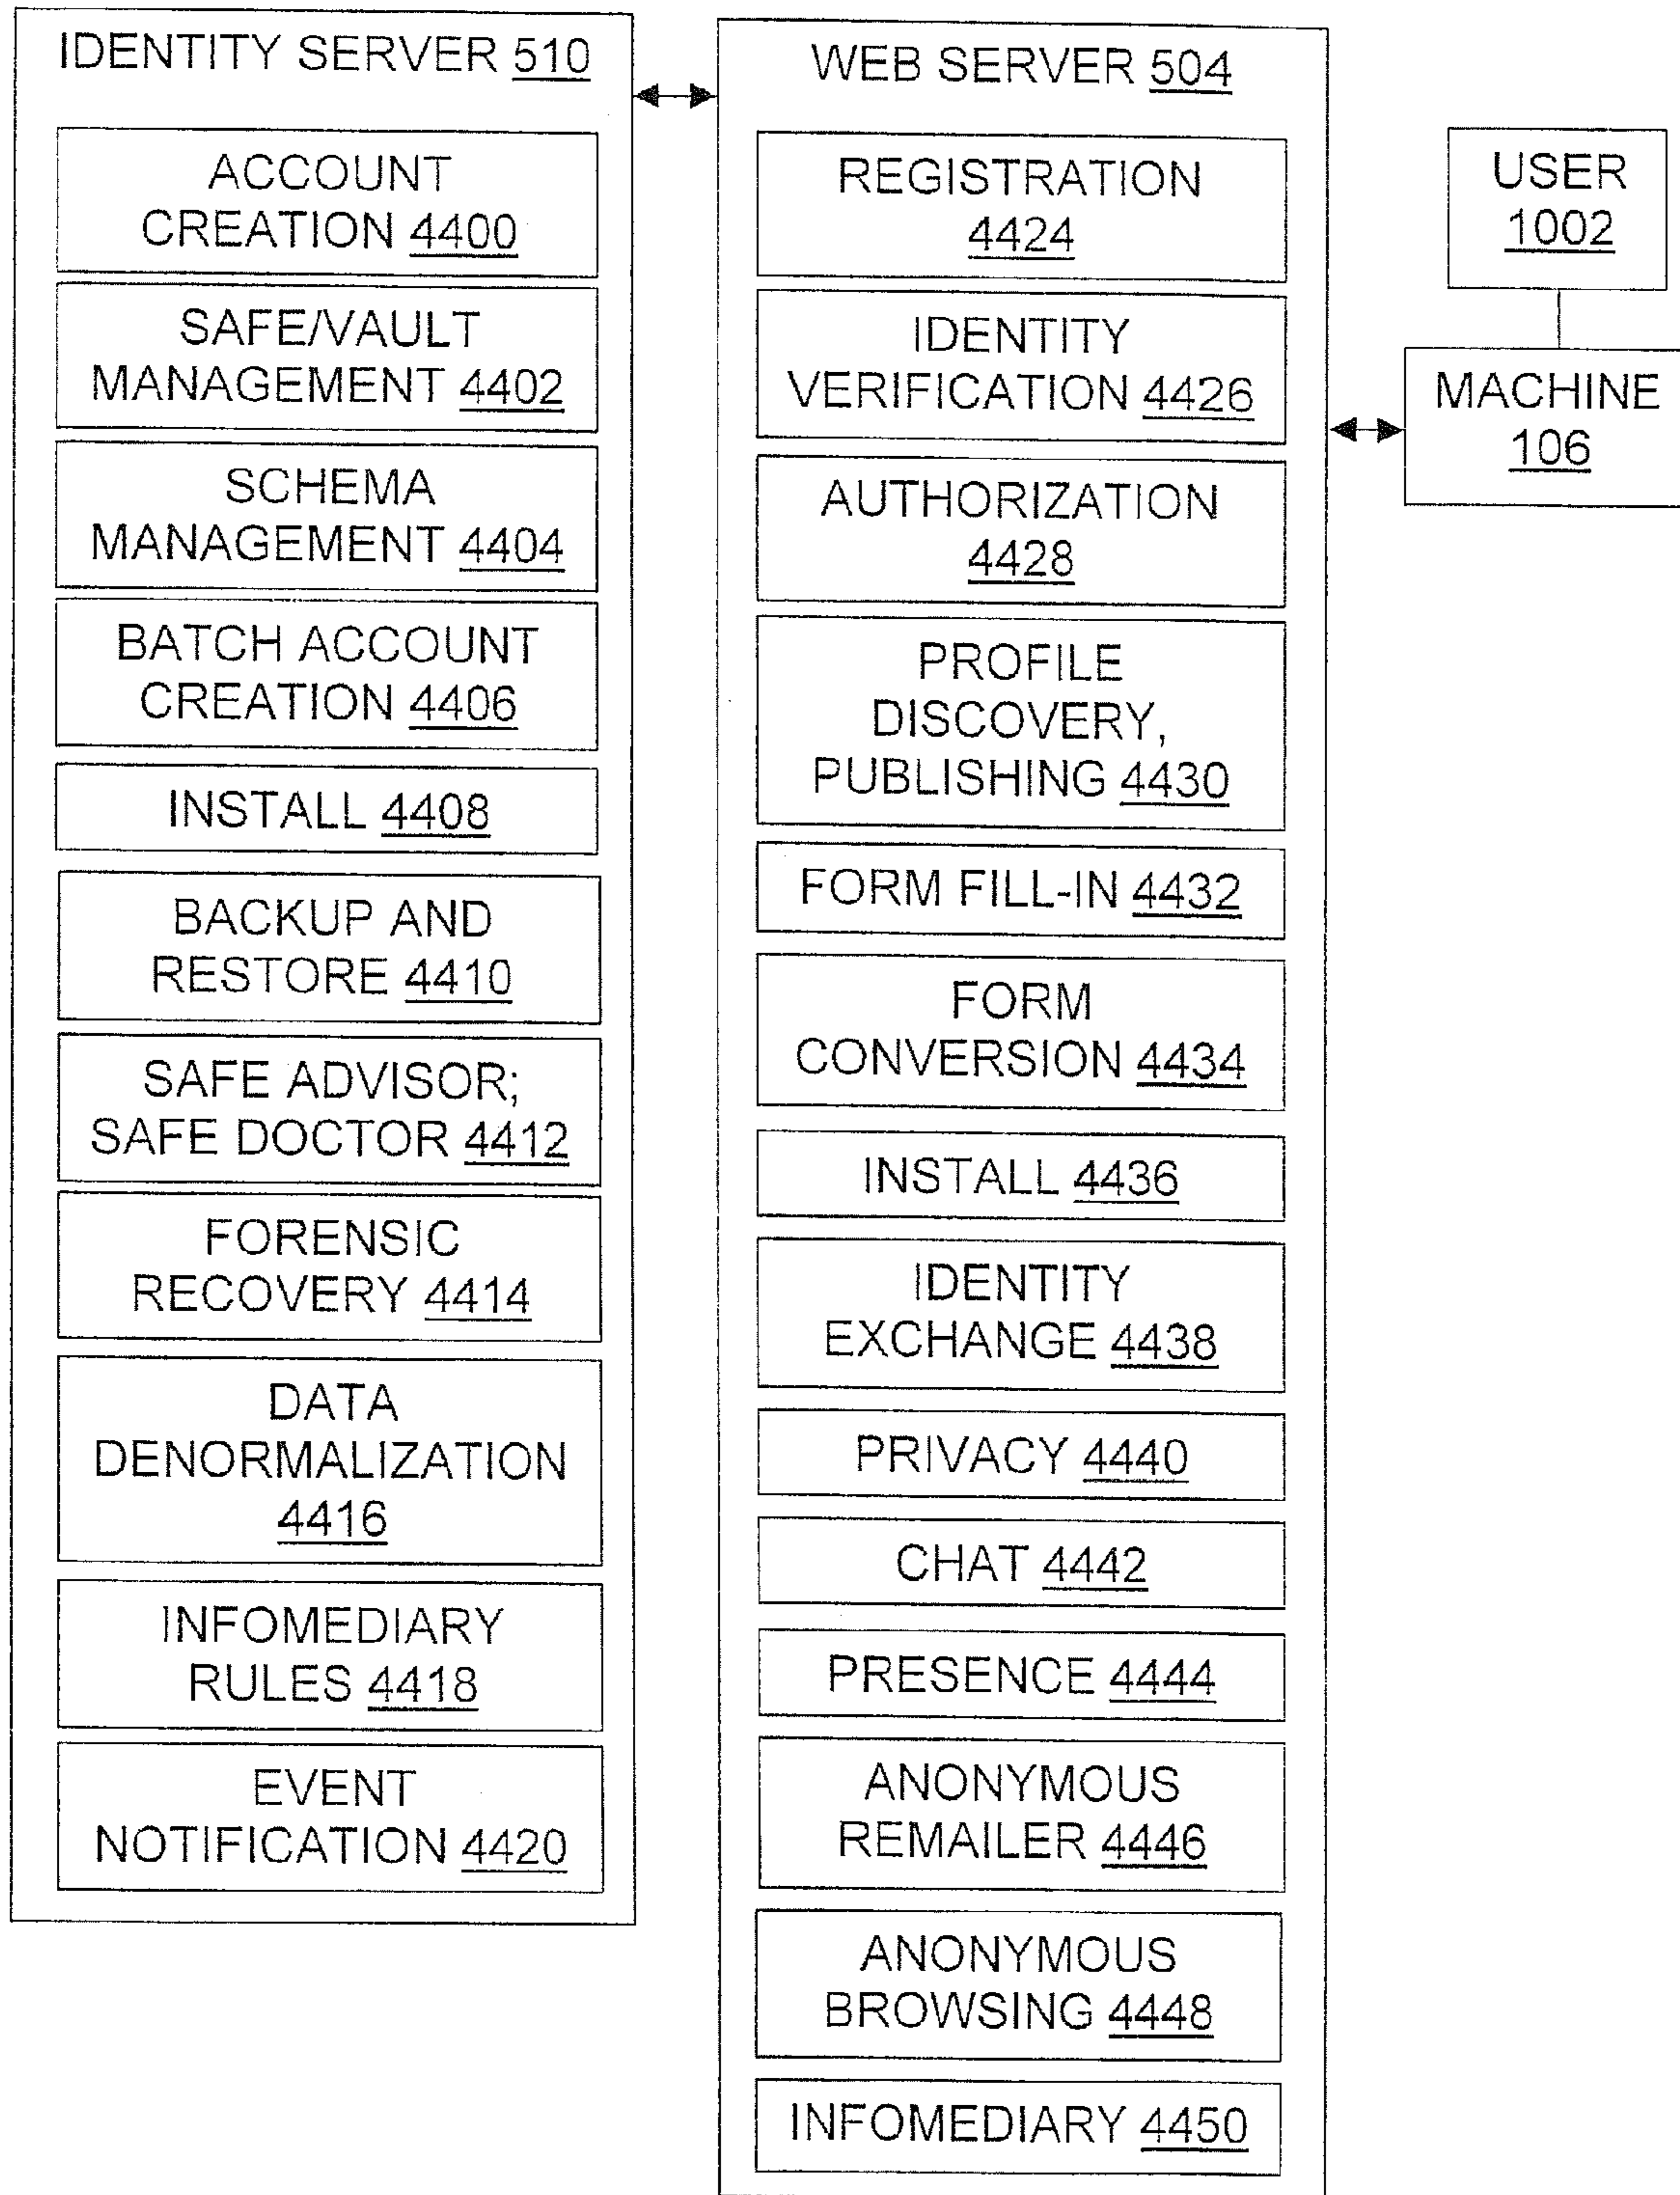 IDENTITY SERVER 510
ACCOUNT
CREATION 4400
SAFE/VAULT
MANAGEMENT 4402
SCHEMA
MANAGEMENT 4404
BATCH ACCOUNT
CREATION 4406
INSTALL 4408
BACKUP AND
RESTORE 4410
SAFE ADVISOR;
SAFE DOCTOR 4412
FORENSIC
RECOVERY 4414
DATA
DENORMALIZATION
4416
INFOMEDIARY
RULES 4418
EVENT
NOTIFICATION 4420
WEB SERVER 504
REGISTRATION
4424
IDENTITY
VERIFICATION 4426
AUTHORIZATION
4428
PROFILE
DISCOVERY,
PUBLISHING 4430
FORM FILL-IN 4432
FORM
CONVERSION 4434
INSTALL 4436
IDENTITY
EXCHANGE 4438
PRIVACY 4440
CHAT 4442
PRESENCE 4444
ANONYMOUS
REMAILER 4446
ANONYMOUS
BROWSING 4448
INFOMEDIARY 4450
USER
1002
MACHINE
106